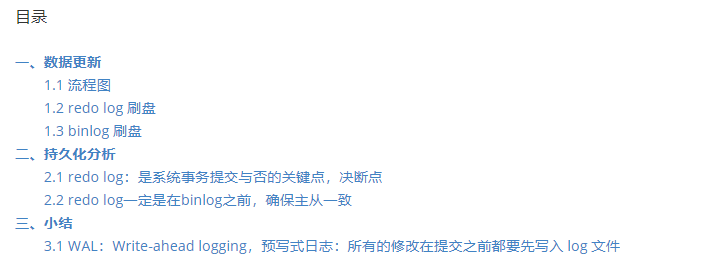 目录
一、数据更新
1.1 流程图
1.2 redo log 刷盘
1.3 binlog 刷盘
二、持久化分析
2.1 redo log：是系统事务提交与否的关键点，决断点
2.2 redo log一定是在binlog之前，确保主从一致
三、小结
3.1 WAL：Write-ahead logging，预写式日志：所有的修改在提交之前都要先写入 log 文件